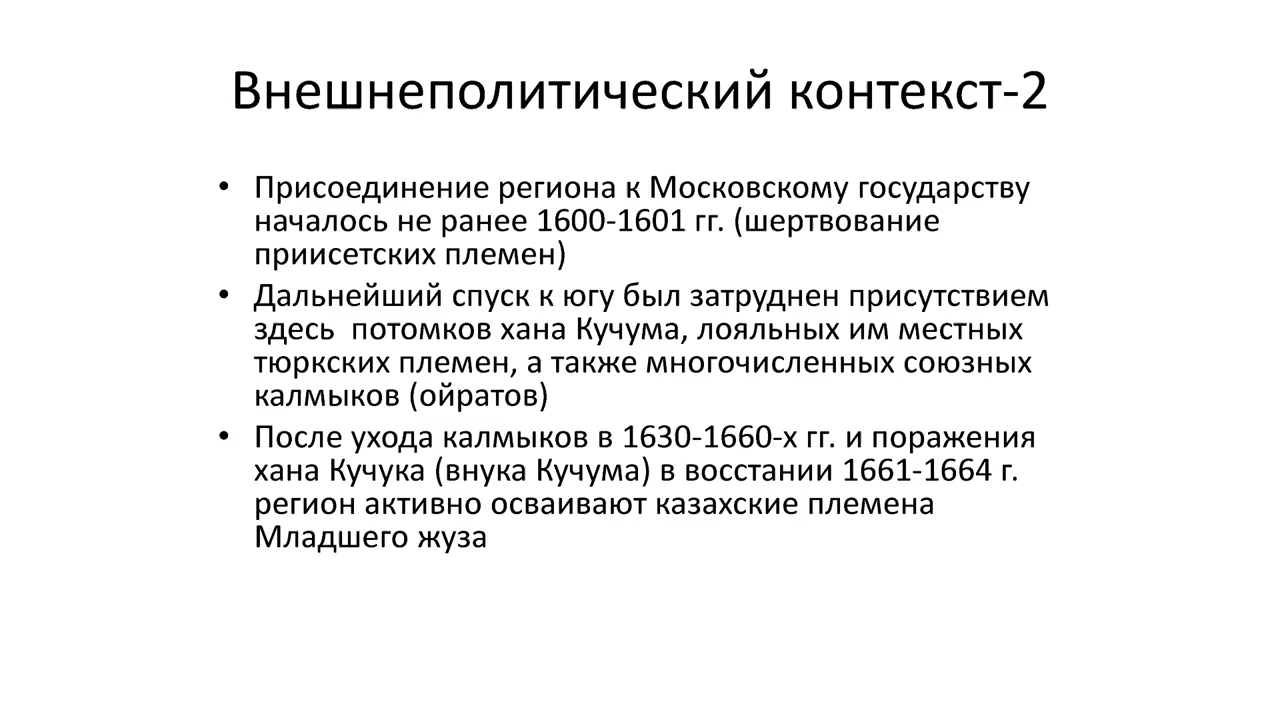 Внешнеполитический контекст-2
• Присоединение региона к Московскому государству
началось не ранее 1600-1601 гг. (шертвование
приисетских племен)
• Дальнейший спуск к югу был затруднен присутствием
здесь  потомков хана Кучума, лояльных им местных
тюркских племен, а также многочисленных союзных
калмыков (ойратов)
• После ухода калмыков в 1630-1660-х гг. и поражения
хана Кучука (внука Кучума) в восстании 1661-1664 г.
регион активно осваивают казахские племена
Младшего жуза